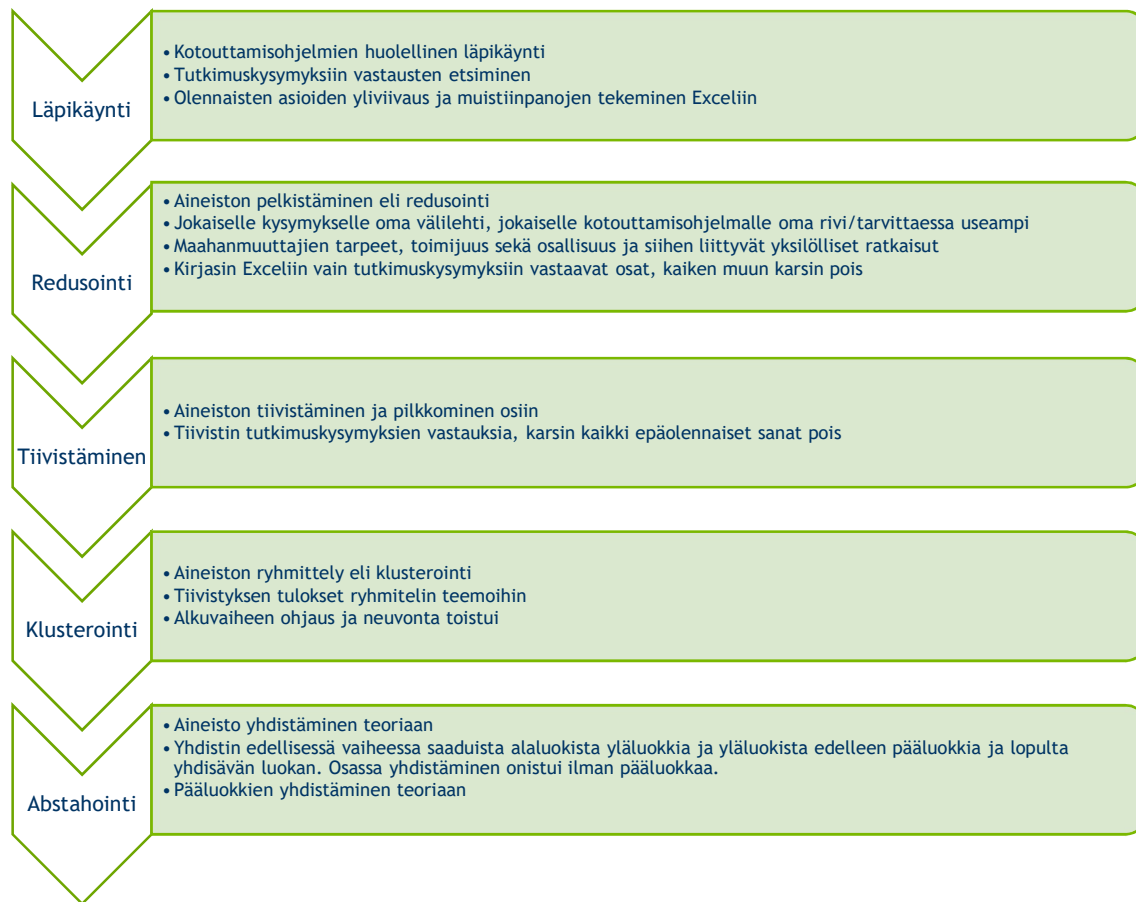 Läpikäynti
• Kotouttamisohjelmien huolellinen läpikäynti
• Tutkimuskysymyksiin vastausten etsiminen
• Olennaisten asioiden yliviivaus ja muistiinpanojen tekeminen Exceliin
Redusointi
• Aineiston pelkistäminen eli redusointi
• Jokaiselle kysymykselle oma välilehti, jokaiselle kotouttamisohjelmalle oma rivi/tarvittaessa useampi
• Maahanmuuttajien tarpeet, toimijuus sekä osallisuus ja siihen liittyvät yksilölliset ratkaisut
• Kirjasin Exceliin vain tutkimuskysymyksiin vastaavat osat, kaiken muun karsin pois
Tiivistäminen
• Aineiston tiivistäminen ja pilkkominen osiin
• Tiivistin tutkimuskysymyksien vastauksia, karsin kaikki epäolennaiset sanat pois
Klusterointi
• Aineiston ryhmittely eli klusterointi
• Tiivistyksen tulokset ryhmitelin teemoihin
• Alkuvaiheen ohjaus ja neuvonta toistui
Abstahointi
• Aineisto yhdistäminen teoriaan
• Yhdistin edellisessä vaiheessa saaduista alaluokista yläluokkia ja yläluokista edelleen pääluokkia ja lopulta
yhdisävän luokan. Osassa yhdistäminen onistui ilman pääluokkaa.
• Pääluokkien yhdistäminen teoriaan